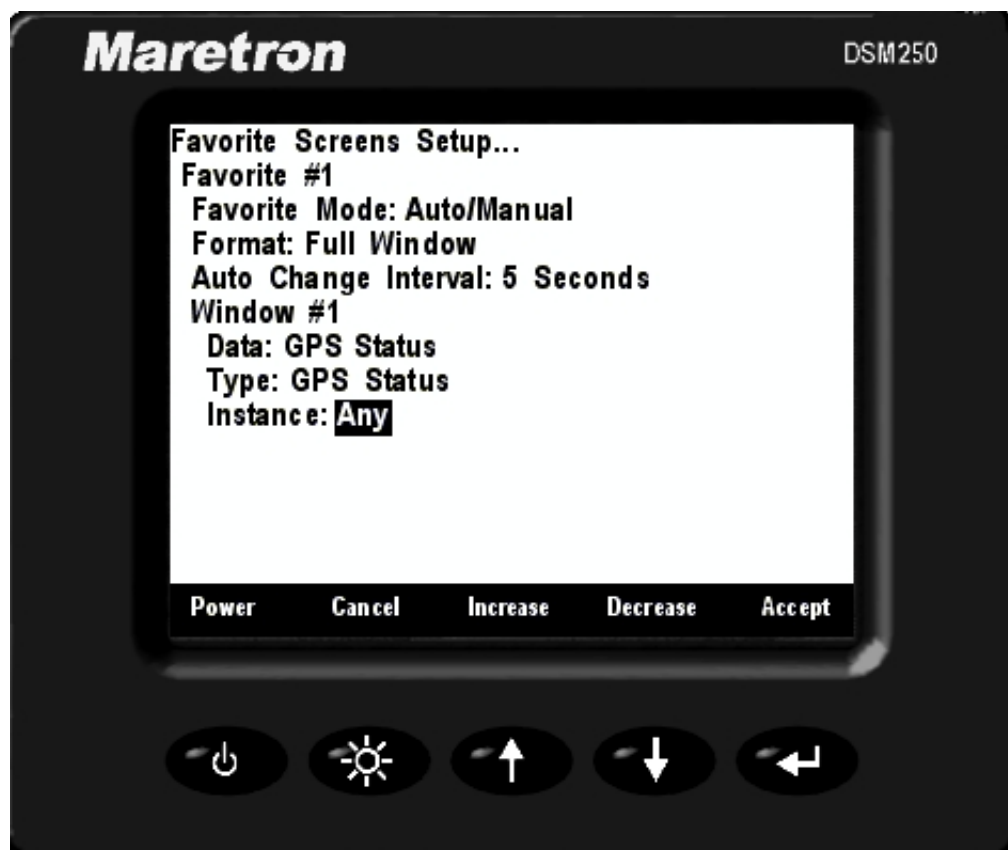 Maretron
DSM250
Favorite Screens Setup...
Favorite #1
Favorite Mode: Auto/Manual
Format: Full Window
Auto Change Interval: 5 Seconds
Window #1
Data: GPS Status
Type: GPS Status
Instance: Any
Power Cancel Increase Decrease Accept